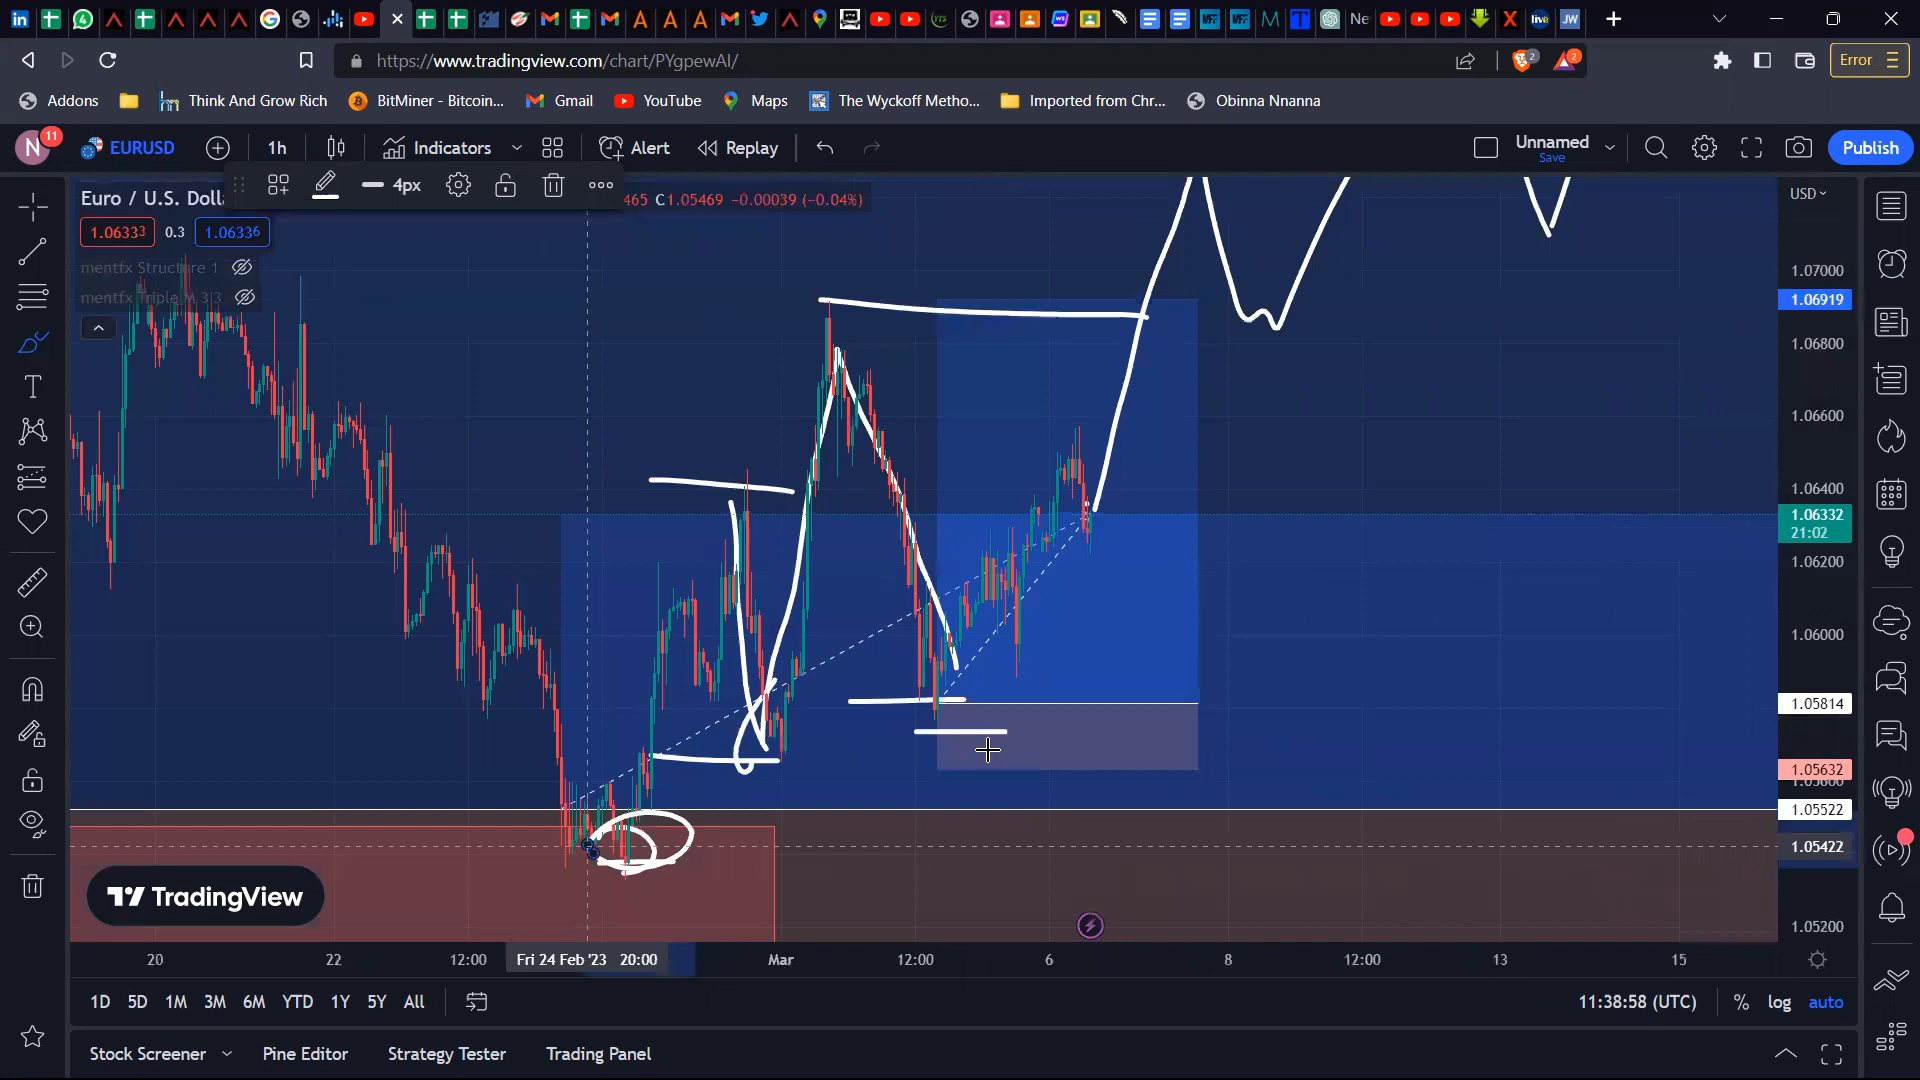 https://www.tradingview.com/chart/PYgpewAI/
Error
Addons
Think And Grow Rich
BitMiner - Bitcoin...
Gmail
YouTube
Maps
The Wyckoff Metho...
Imported from Chr...
Obinna Nnanna
N
11
EURUSD
1h
Indicators
Alert
Replay
Unnamed
Save
Publish
4px
Euro / U.S. Doll
465 C1.05469 −0.00039 (−0.04%)
USD
1.06333
0.3
1.06336
mentfx Structure 1
mentfx Triple M 3 3
1.07000
1.06919
1.06800
1.06600
1.06400
1.06332
21:02
1.06200
1.06000
1.05814
1.05632
1.05522
1.05422
1.05200
TradingView
20
22
12:00
Fri 24 Feb '23 20:00
Mar
12:00
6
8
12:00
13
15
1D 5D 1M 3M 6M YTD 1Y 5Y All
11:38:58 (UTC)
% log auto
Stock Screener
Pine Editor
Strategy Tester
Trading Panel